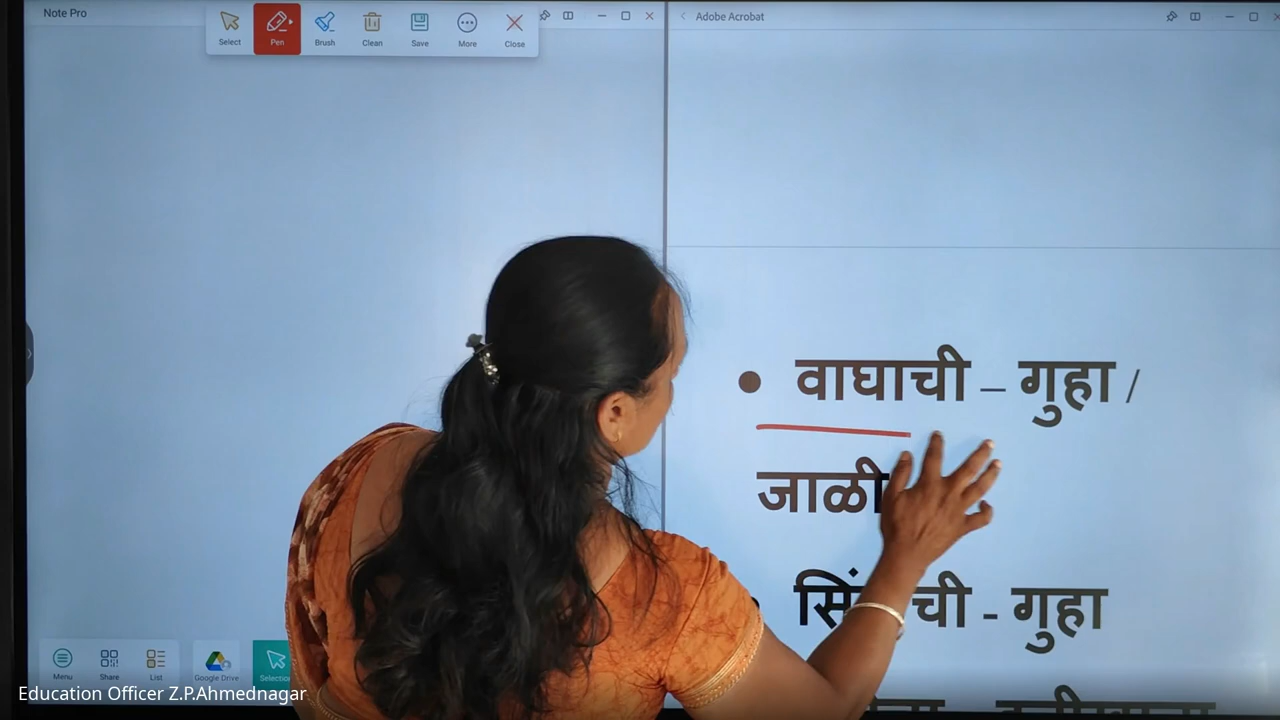 Note Pro
Select
Pen
Brush
Clean
Save
More
Close
Adobe Acrobat
वाघाची – गुहा /
जाळी
- गुहा
Menu
Share
List
Google Drive
Selection
Education Officer Z.P.Ahmednagar